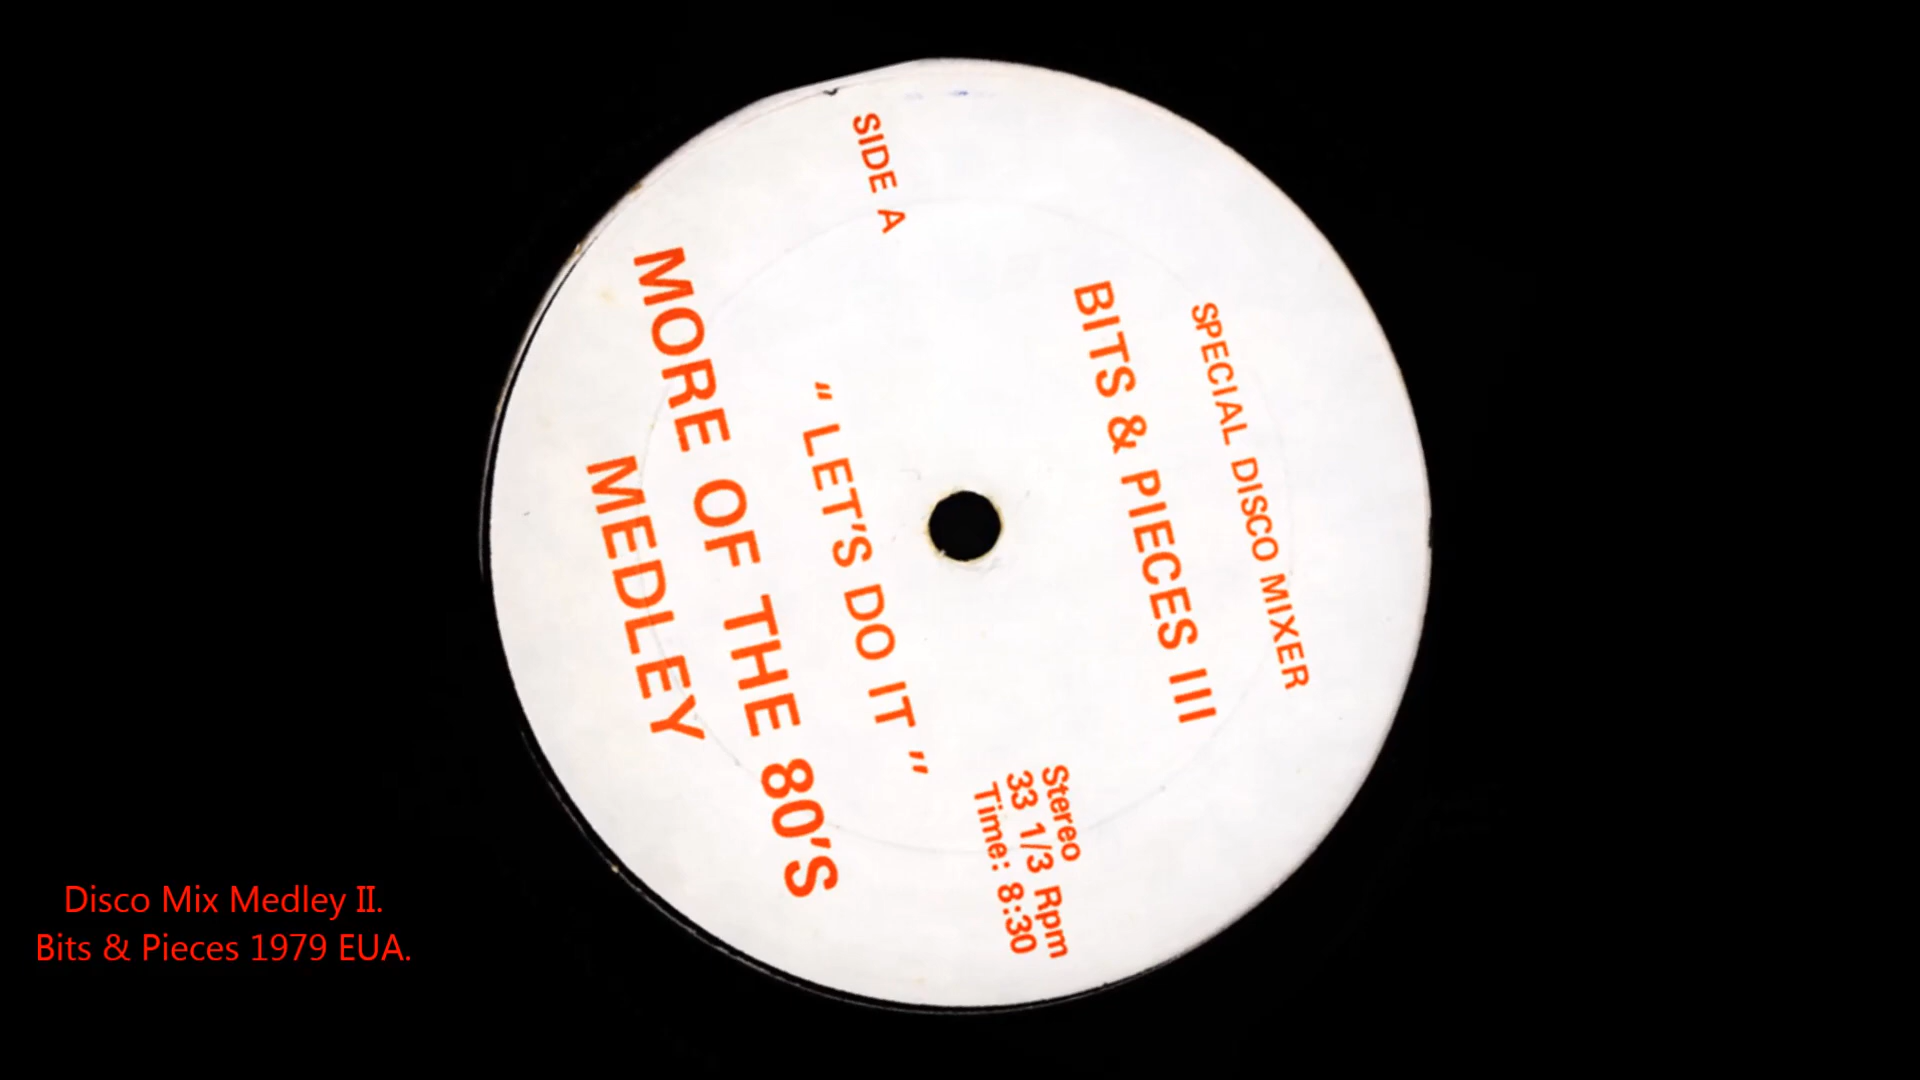 SPECIAL DISCO MIXER
BITS & PIECES III
Stereo
33 1/3 Rpm
Time: 8:30
SIDE A
" LET'S DO IT "
MORE OF THE 80'S
MEDLEY
Disco Mix Medley II.
Bits & Pieces 1979 EUA.